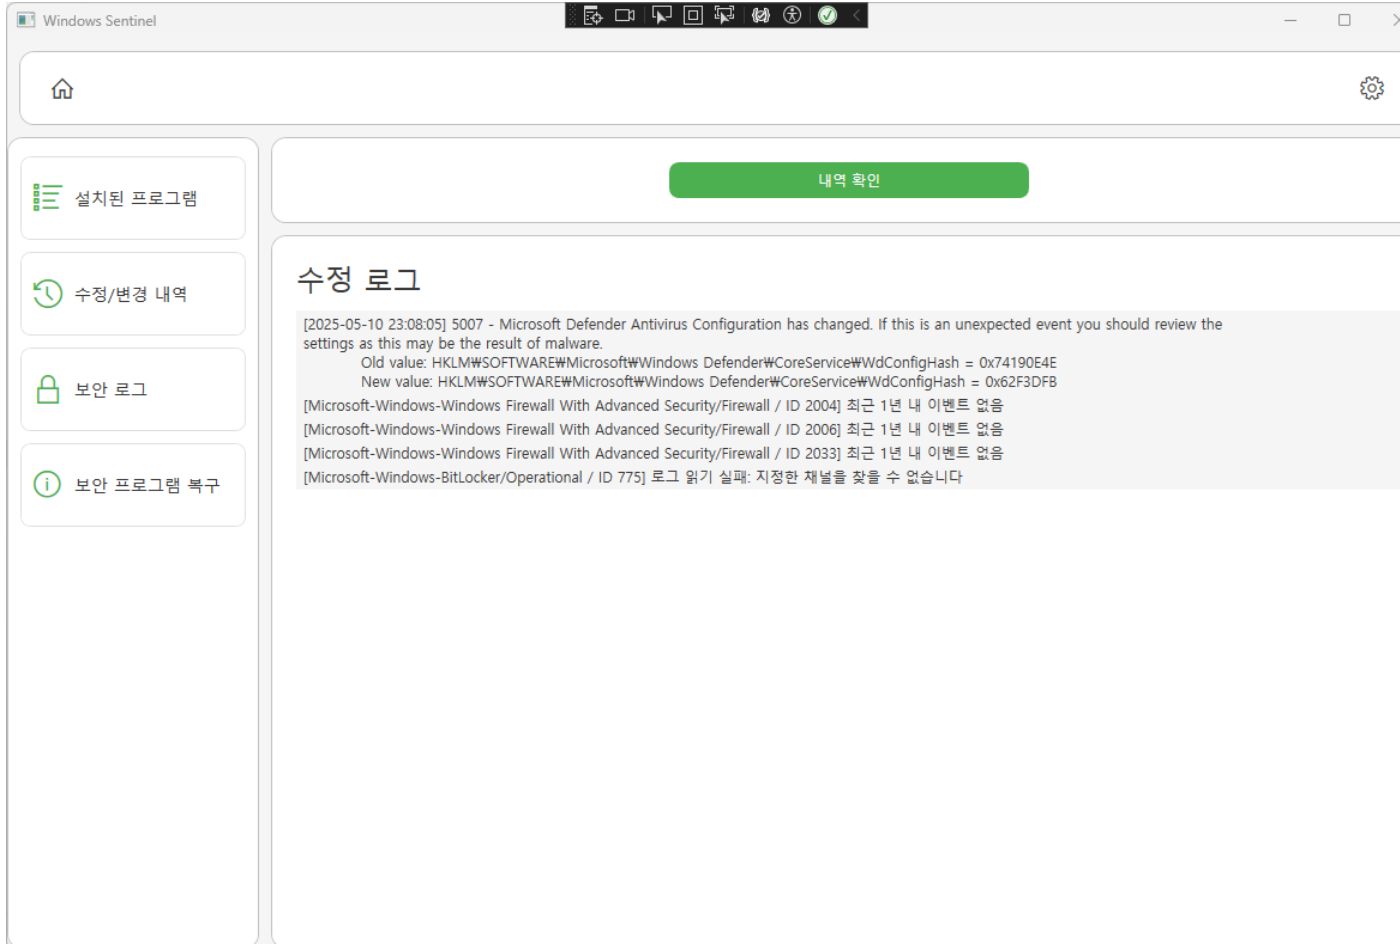 Windows Sentinel
설치된 프로그램
수정/변경 내역
보안 로그
보안 프로그램 복구
내역 확인
수정 로그
[2025-05-10 23:08:05] 5007 - Microsoft Defender Antivirus Configuration has changed. If this is an unexpected event you should review the
settings as this may be the result of malware.
Old value: HKLM₩SOFTWARE₩Microsoft₩Windows Defender₩CoreService₩WdConfigHash = 0x74190E4E
New value: HKLM₩SOFTWARE₩Microsoft₩Windows Defender₩CoreService₩WdConfigHash = 0x62F3DFB
[Microsoft-Windows-Windows Firewall With Advanced Security/Firewall / ID 2004] 최근 1년 내 이벤트 없음
[Microsoft-Windows-Windows Firewall With Advanced Security/Firewall / ID 2006] 최근 1년 내 이벤트 없음
[Microsoft-Windows-Windows Firewall With Advanced Security/Firewall / ID 2033] 최근 1년 내 이벤트 없음
[Microsoft-Windows-BitLocker/Operational / ID 775] 로그 읽기 실패: 지정한 채널을 찾을 수 없습니다